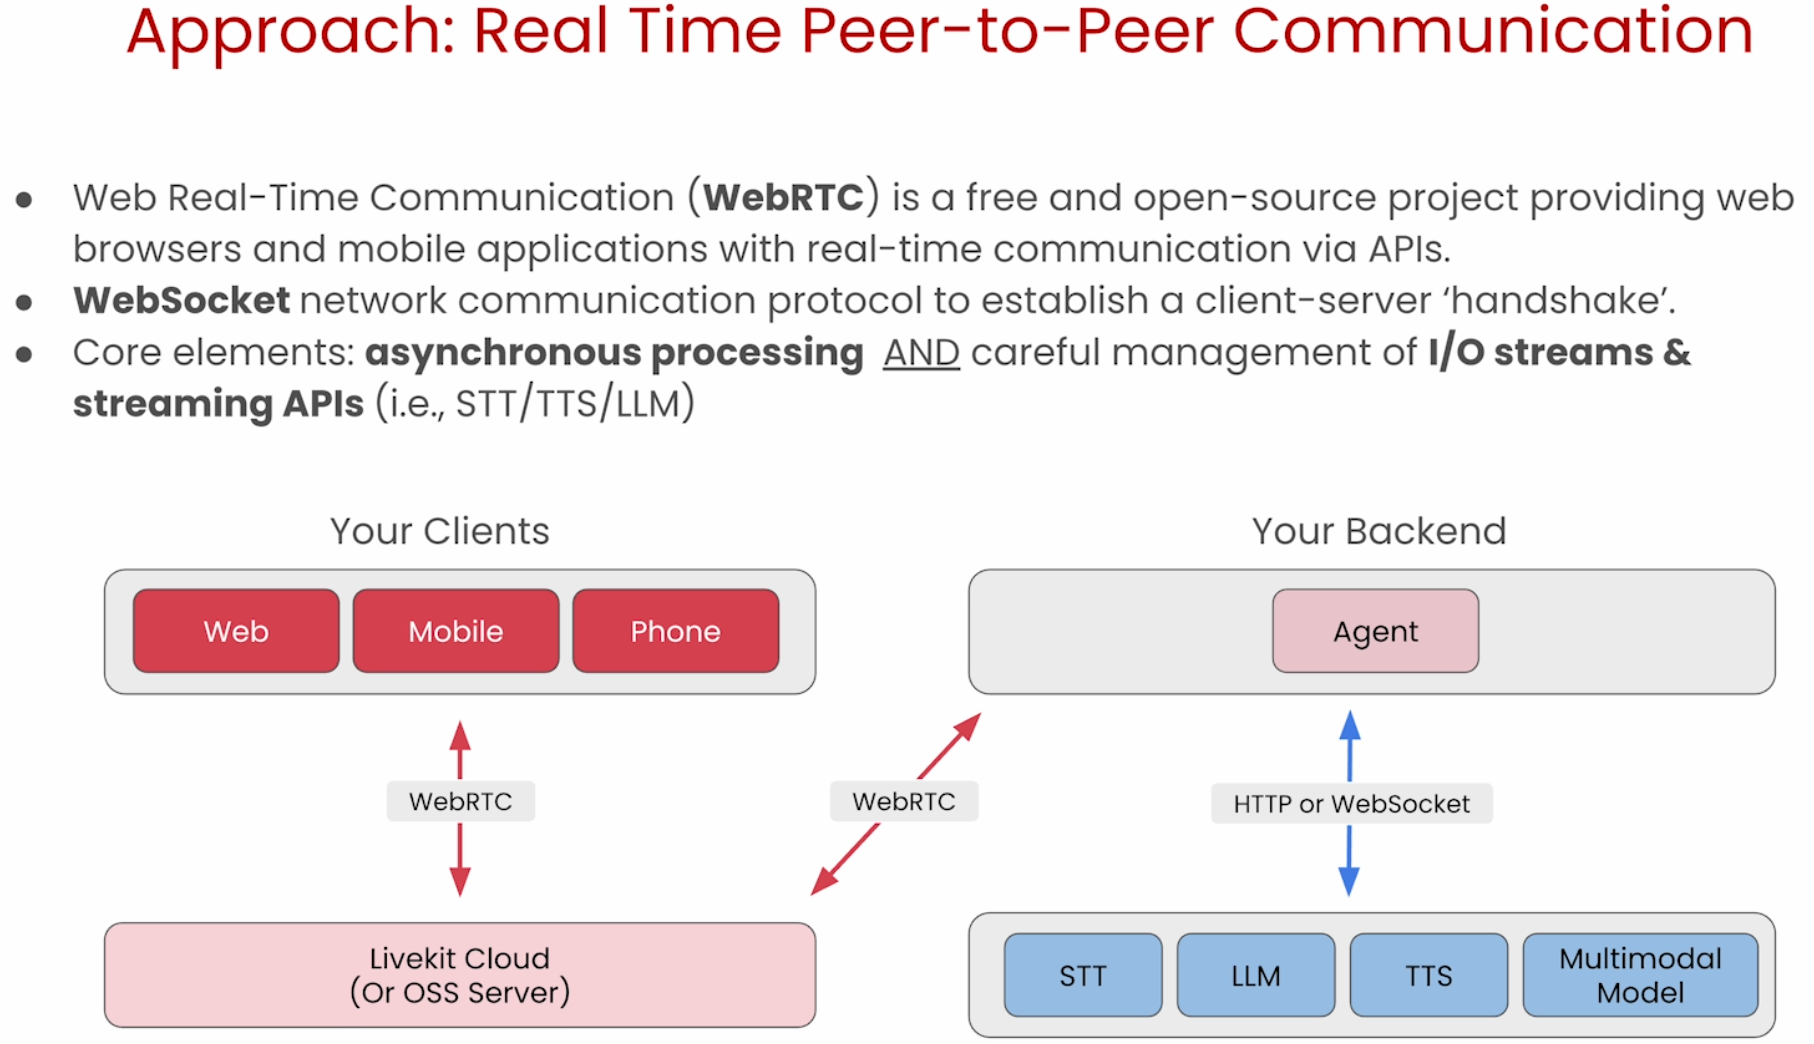 Approach: Real Time Peer-to-Peer Communication
● Web Real-Time Communication (WebRTC) is a free and open-source project providing web
browsers and mobile applications with real-time communication via APIs.
● WebSocket network communication protocol to establish a client-server ‘handshake’.
● Core elements: asynchronous processing AND careful management of I/O streams &
streaming APIs (i.e., STT/TTS/LLM)
Your Clients
Web
Mobile
Phone
WebRTC
Livekit Cloud
(Or OSS Server)
WebRTC
Your Backend
Agent
HTTP or WebSocket
STT
LLM
TTS
Multimodal
Model